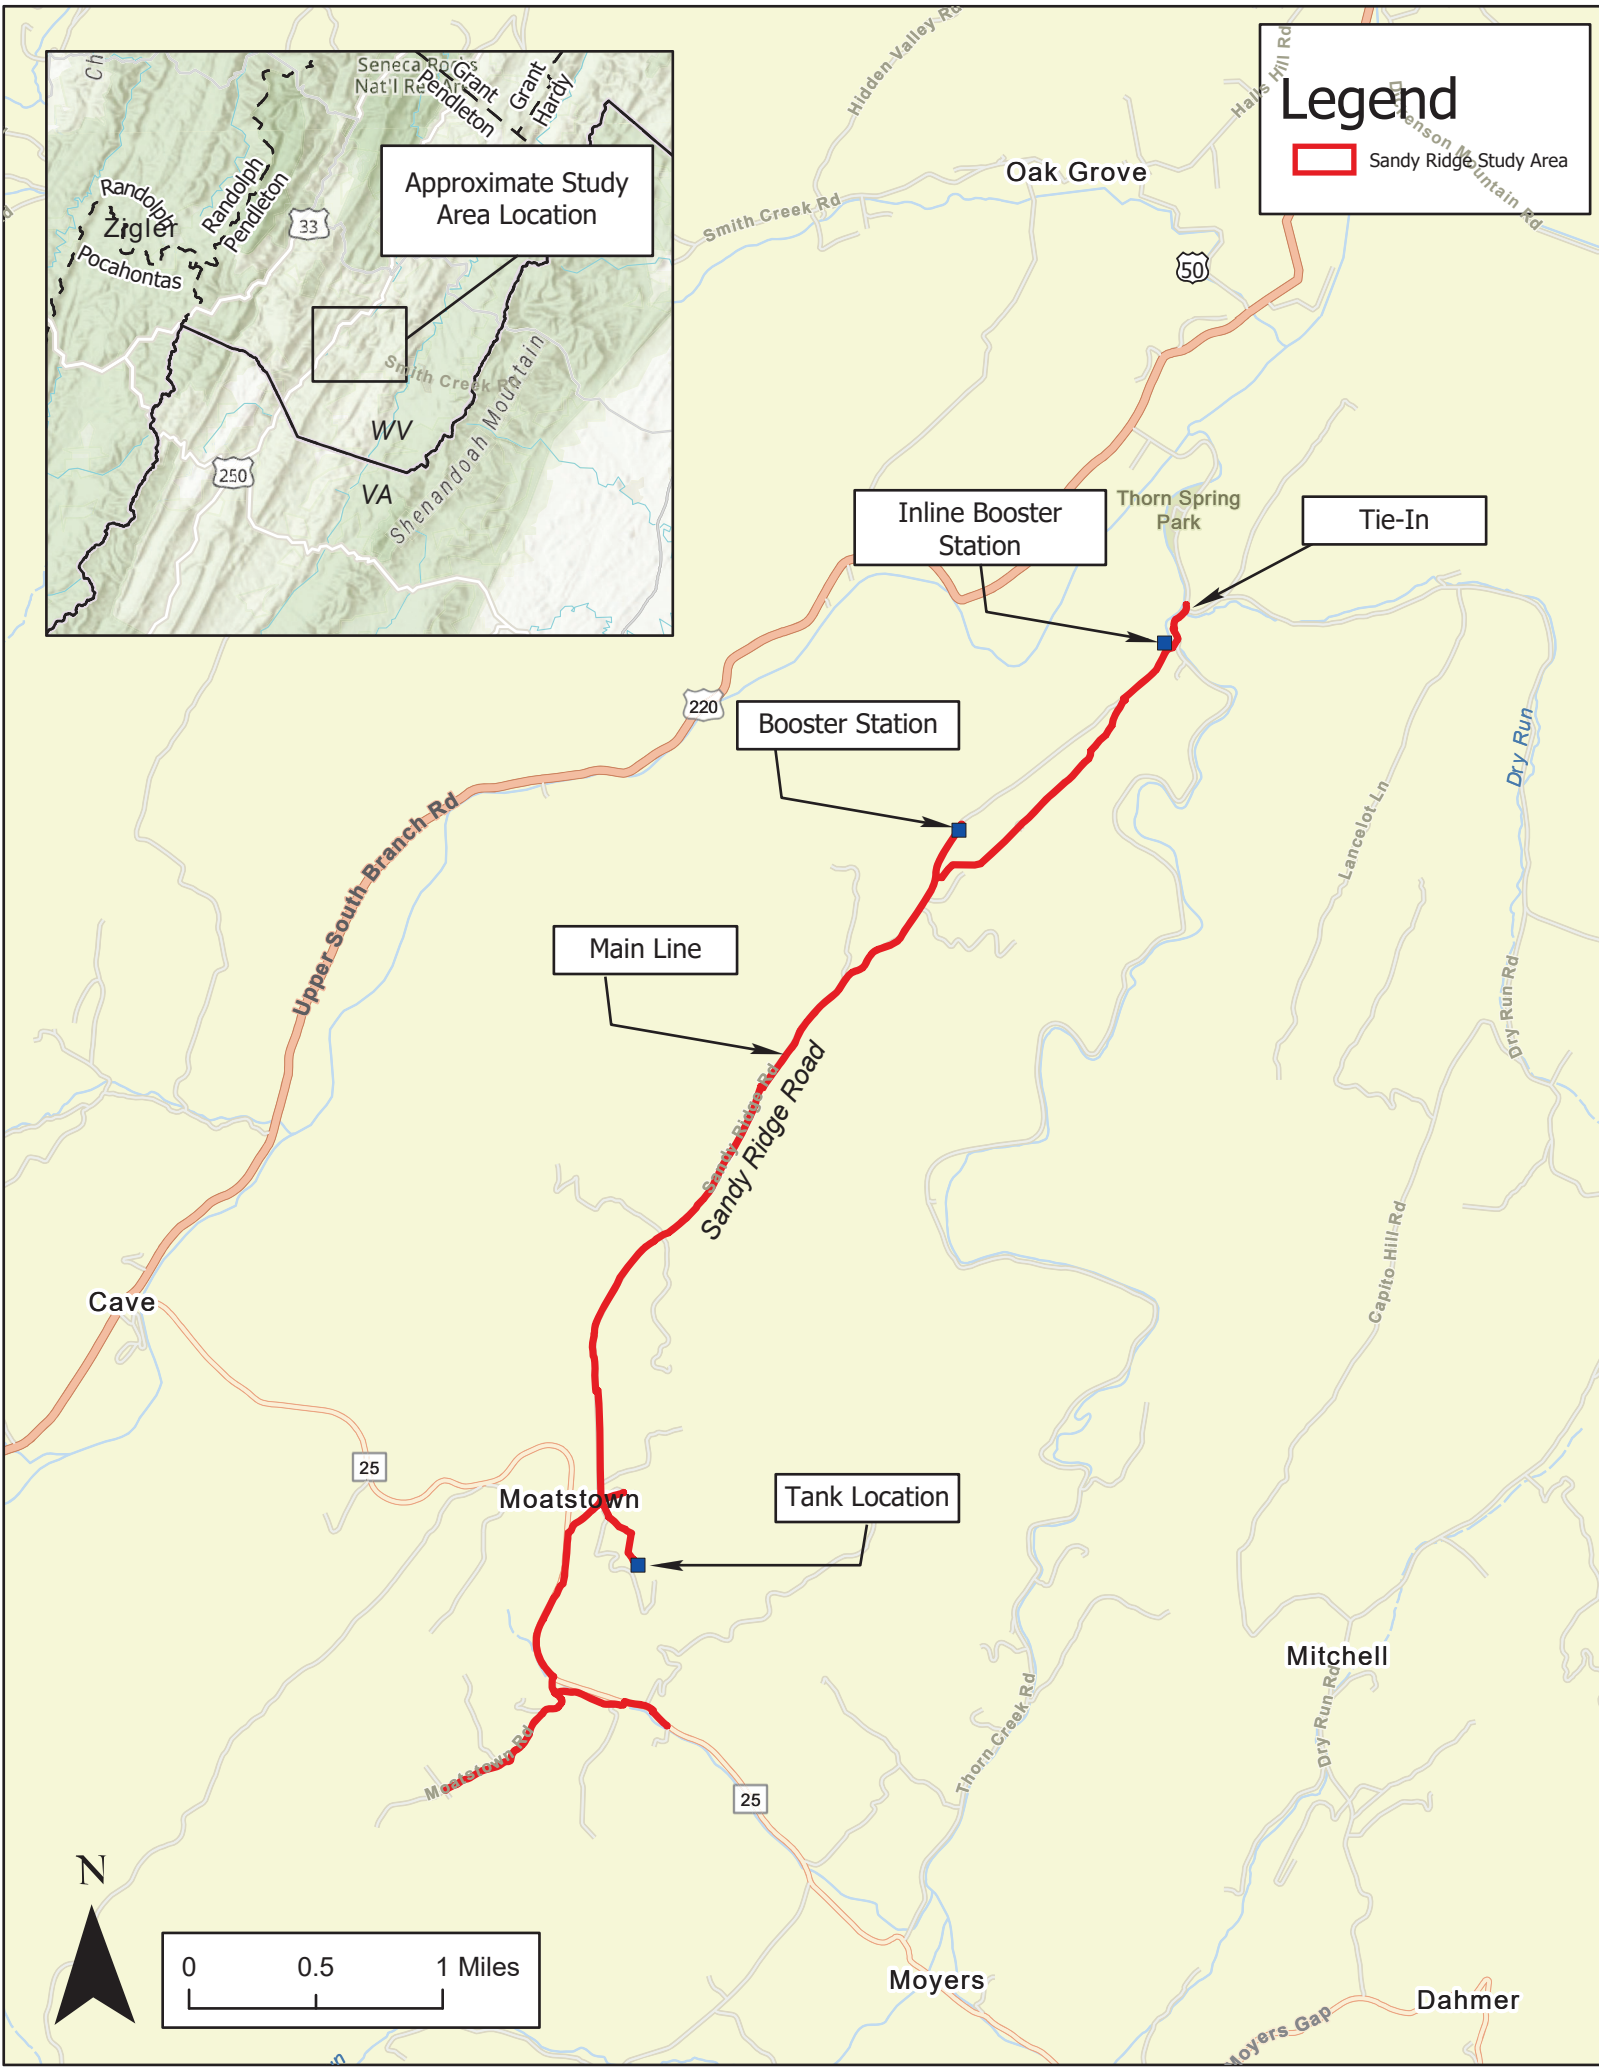 Legend
Sandy Ridge Study Area
Hidden Valley Rd
Halls Hill Rd
Dickenson Mountain Rd
Oak Grove
Smith Creek Rd
50
Seneca Rocks
Grant
Pendleton
Grant
Hardy
Randolph
Randolph
Pendleton
Zigler
Pocahontas
33
Approximate Study
Area Location
Smith Creek Rd
WV
VA
250
Shenandoah Mountain
Inline Booster
Station
Thorn Spring
Park
Tie-In
220
Booster Station
Dry Run
Upper South Branch Rd
Lancelot Ln
Main Line
Dry Run Rd
Sandy Ridge Rd
Sandy Ridge Road
Capito Hill Rd
Cave
25
Moatstown
Tank Location
Mitchell
Dry Run Rd
Thorn Creek Rd
Moatstown Rd
25
N
0 0.5 1 Miles
Moyers
Dahmer
Moyers Gap